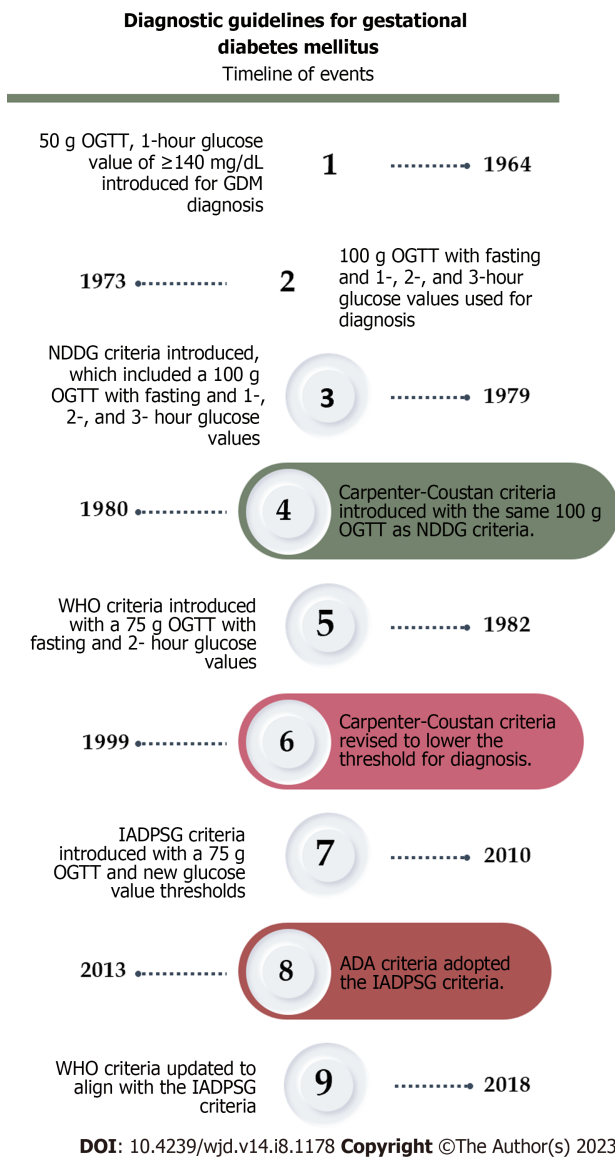 Diagnostic guidelines for gestational
diabetes mellitus
Timeline of events
50 g OGTT, 1-hour glucose
value of ≥140 mg/dL
introduced for GDM
diagnosis
1
1964
1973
2
100 g OGTT with fasting
and 1-, 2-, and 3-hour
glucose values used for
diagnosis
NDDG criteria introduced,
which included a 100 g
OGTT with fasting and 1-,
2-, and 3- hour glucose
values
3
1979
1980
4
Carpenter-Coustan criteria
introduced with the same 100 g
OGTT as NDDG criteria.
WHO criteria introduced
with a 75 g OGTT with
fasting and 2- hour glucose
values
5
1982
1999
6
Carpenter-Coustan criteria
revised to lower the
threshold for diagnosis.
IADPSG criteria
introduced with a 75 g
OGTT and new glucose
value thresholds
7
2010
2013
8
ADA criteria adopted
the IADPSG criteria.
WHO criteria updated to
align with the IADPSG
criteria
9
2018
DOI: 10.4239/wjd.v14.i8.1178 Copyright ©The Author(s) 2023